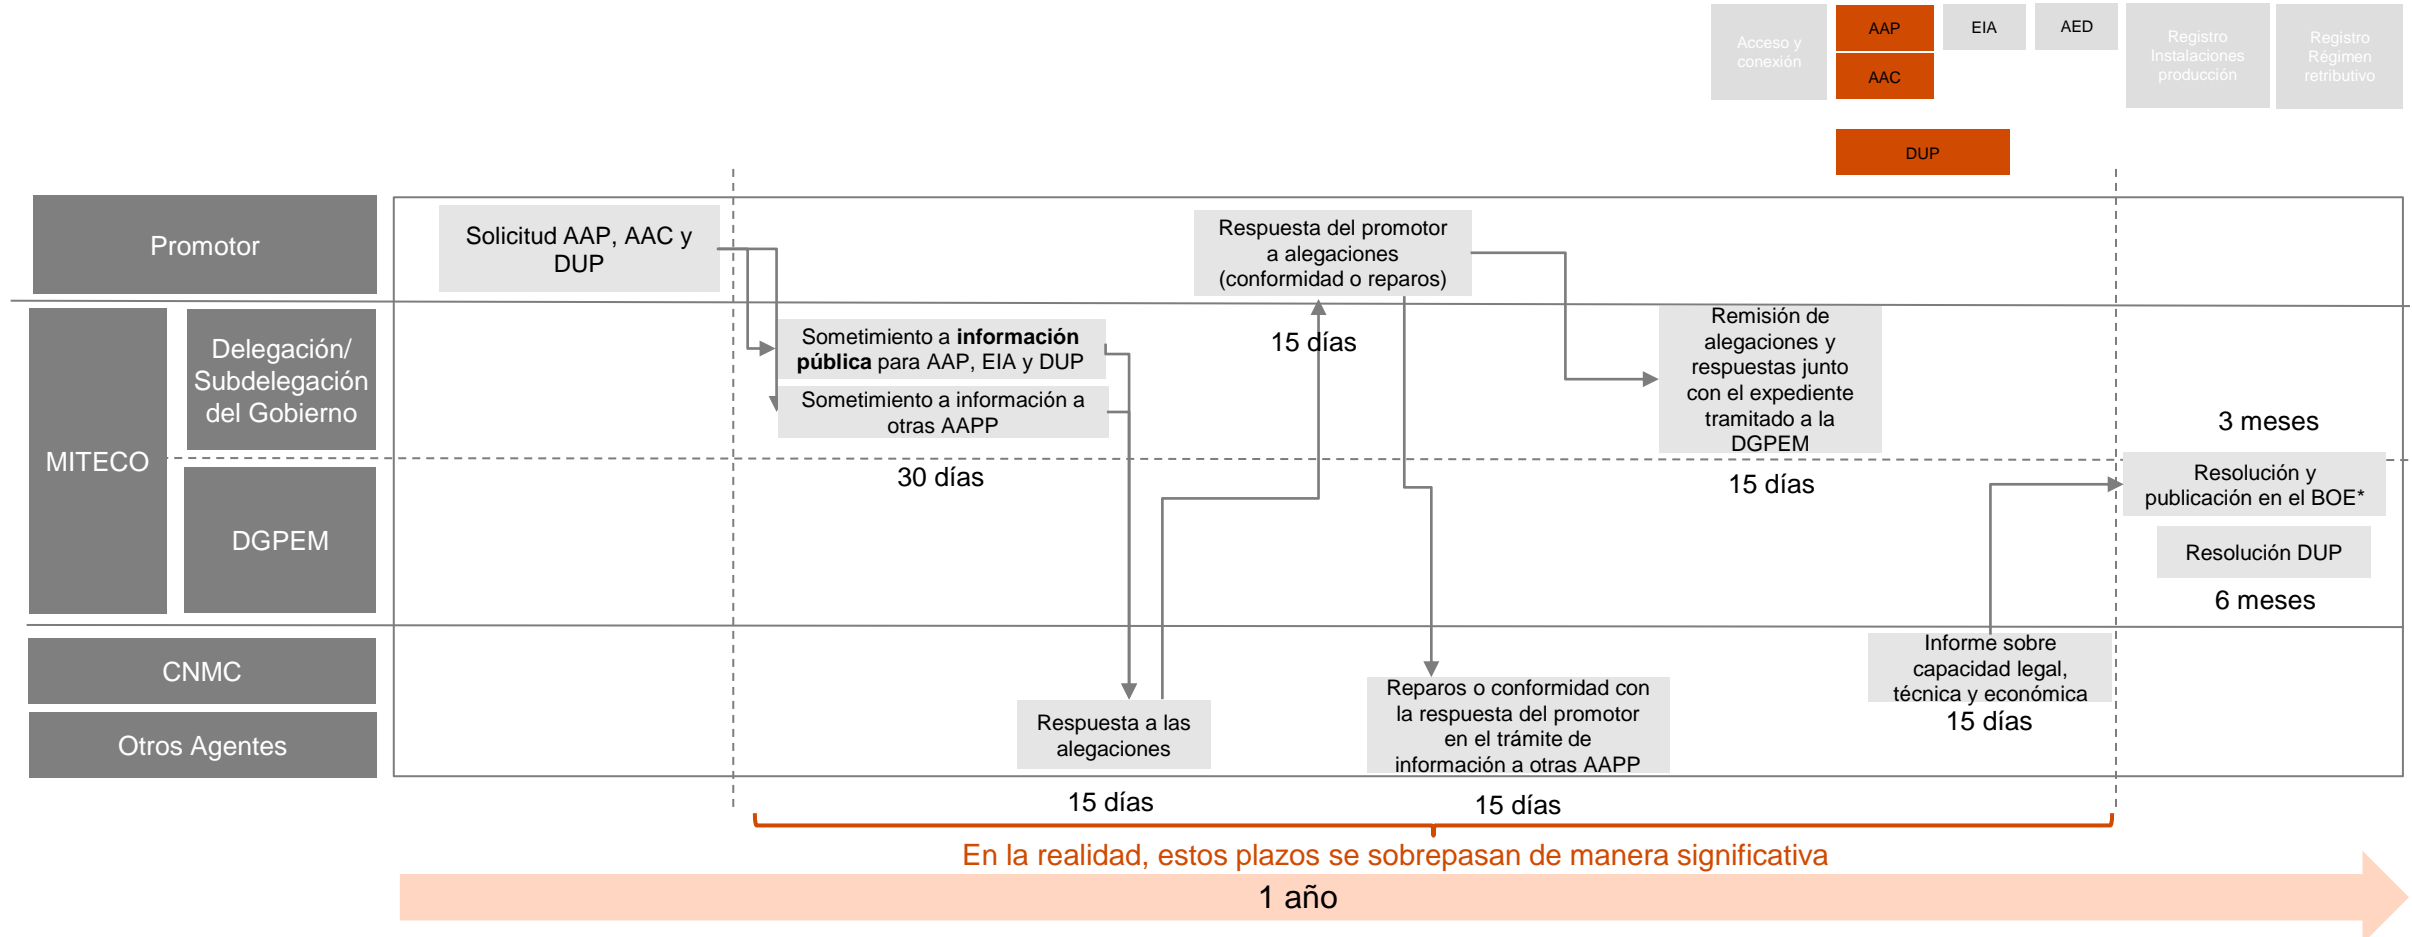 Acceso y
conexión
AAP
AAC
EIA
AED
Registro
Instalaciones
producción
Registro
Régimen
retributivo
DUP
Promotor
Solicitud AAP, AAC y
DUP
Respuesta del promotor
a alegaciones
(conformidad o reparos)
MITECO
Delegación/
Subdelegación
del Gobierno
Sometimiento a información
pública para AAP, EIA y DUP
Sometimiento a información a
otras AAPP
30 días
15 días
Remisión de
alegaciones y
respuestas junto
con el expediente
tramitado a la
DGPEM
15 días
3 meses
DGPEM
Resolución y
publicación en el BOE*
Resolución DUP
6 meses
CNMC
Informe sobre
capacidad legal,
técnica y económica
15 días
Otros Agentes
Respuesta a las
alegaciones
15 días
Reparos o conformidad con
la respuesta del promotor
en el trámite de
información a otras AAPP
15 días
En la realidad, estos plazos se sobrepasan de manera significativa
1 año